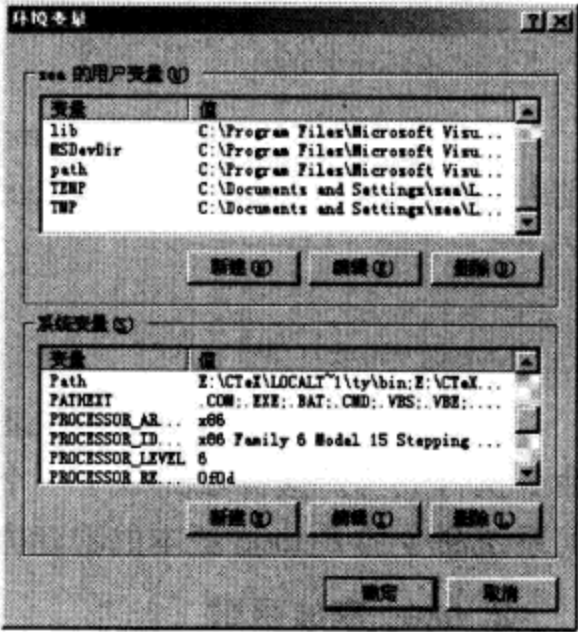 环境变量
xea 的用户变量(U)
变量 值
lib C:\Program Files\Microsoft Visu...
MSDevDir C:\Program Files\Microsoft Visu...
path C:\Program Files\Microsoft Visu...
TEMP C:\Documents and Settings\xea\L...
TMP C:\Documents and Settings\xea\L...
新建(N) 编辑(E) 删除(D)
系统变量(S)
变量 值
Path E:\CTeX\LOCALT~1\ty\bin;E:\CTeX...
PATHEXT .COM;.EXE;.BAT;.CMD;.VBS;.VBE;....
PROCESSOR_AR... x86
PROCESSOR_ID... x86 Family 6 Model 15 Stepping ...
PROCESSOR_LEVEL 6
PROCESSOR_RE... 0f0d
新建(W) 编辑(I) 删除(L)
确定 取消